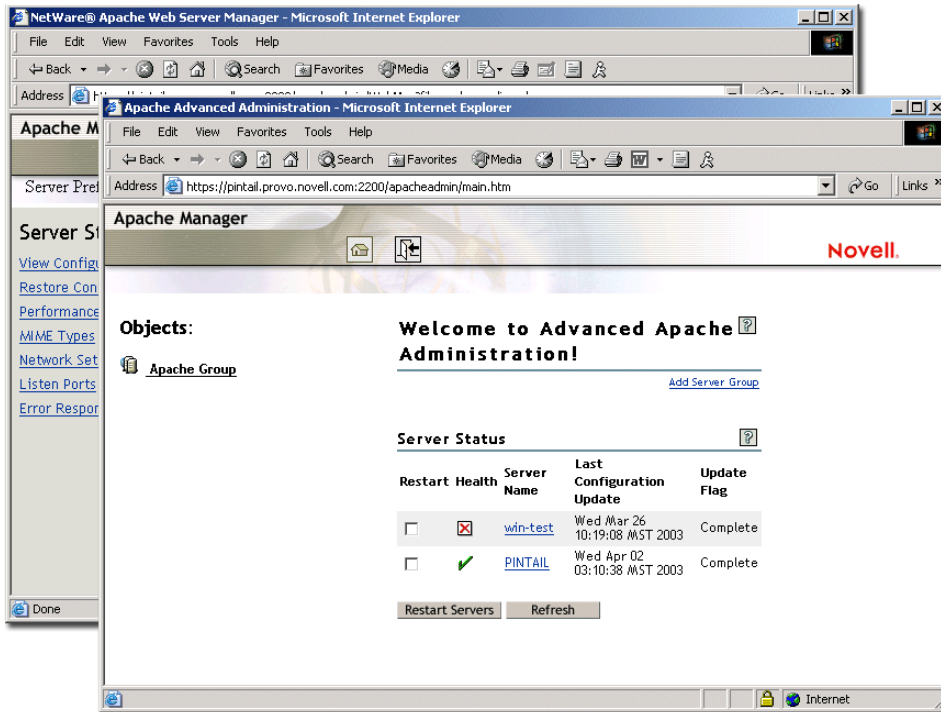 NetWare® Apache Web Server Manager - Microsoft Internet Explorer
File Edit View Favorites Tools Help
Back Search Favorites Media
Address
Apache Advanced Administration - Microsoft Internet Explorer
File Edit View Favorites Tools Help
Back Search Favorites Media
Address https://pintail.provo.novell.com:2200/apacheadmin/main.htm Go Links »
Apache M
Server Pref
Server St
View Configu
Restore Con
Performance
MIME Types
Network Set
Listen Ports
Error Respor
Done
Apache Manager
Novell.
Objects:
Apache Group
Welcome to Advanced Apache
Administration!
Add Server Group
Server Status
Restart Health Server Name Last Configuration Update Update Flag
win-test Wed Mar 26 10:19:08 MST 2003 Complete
PINTAIL Wed Apr 02 03:10:38 MST 2003 Complete
Restart Servers Refresh
Internet